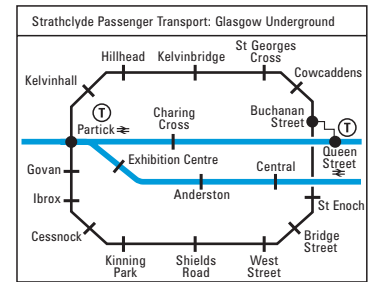 Strathclyde Passenger Transport: Glasgow Underground
St Georges
Cross
Hillhead
Kelvinbridge
Cowcaddens
Kelvinhall
T
Partick
Charing
Cross
Buchanan
Street
T
Queen
Street
Exhibition Centre
Central
Govan
Anderston
Ibrox
St Enoch
Cessnock
Bridge
Street
Kinning
Park
Shields
Road
West
Street